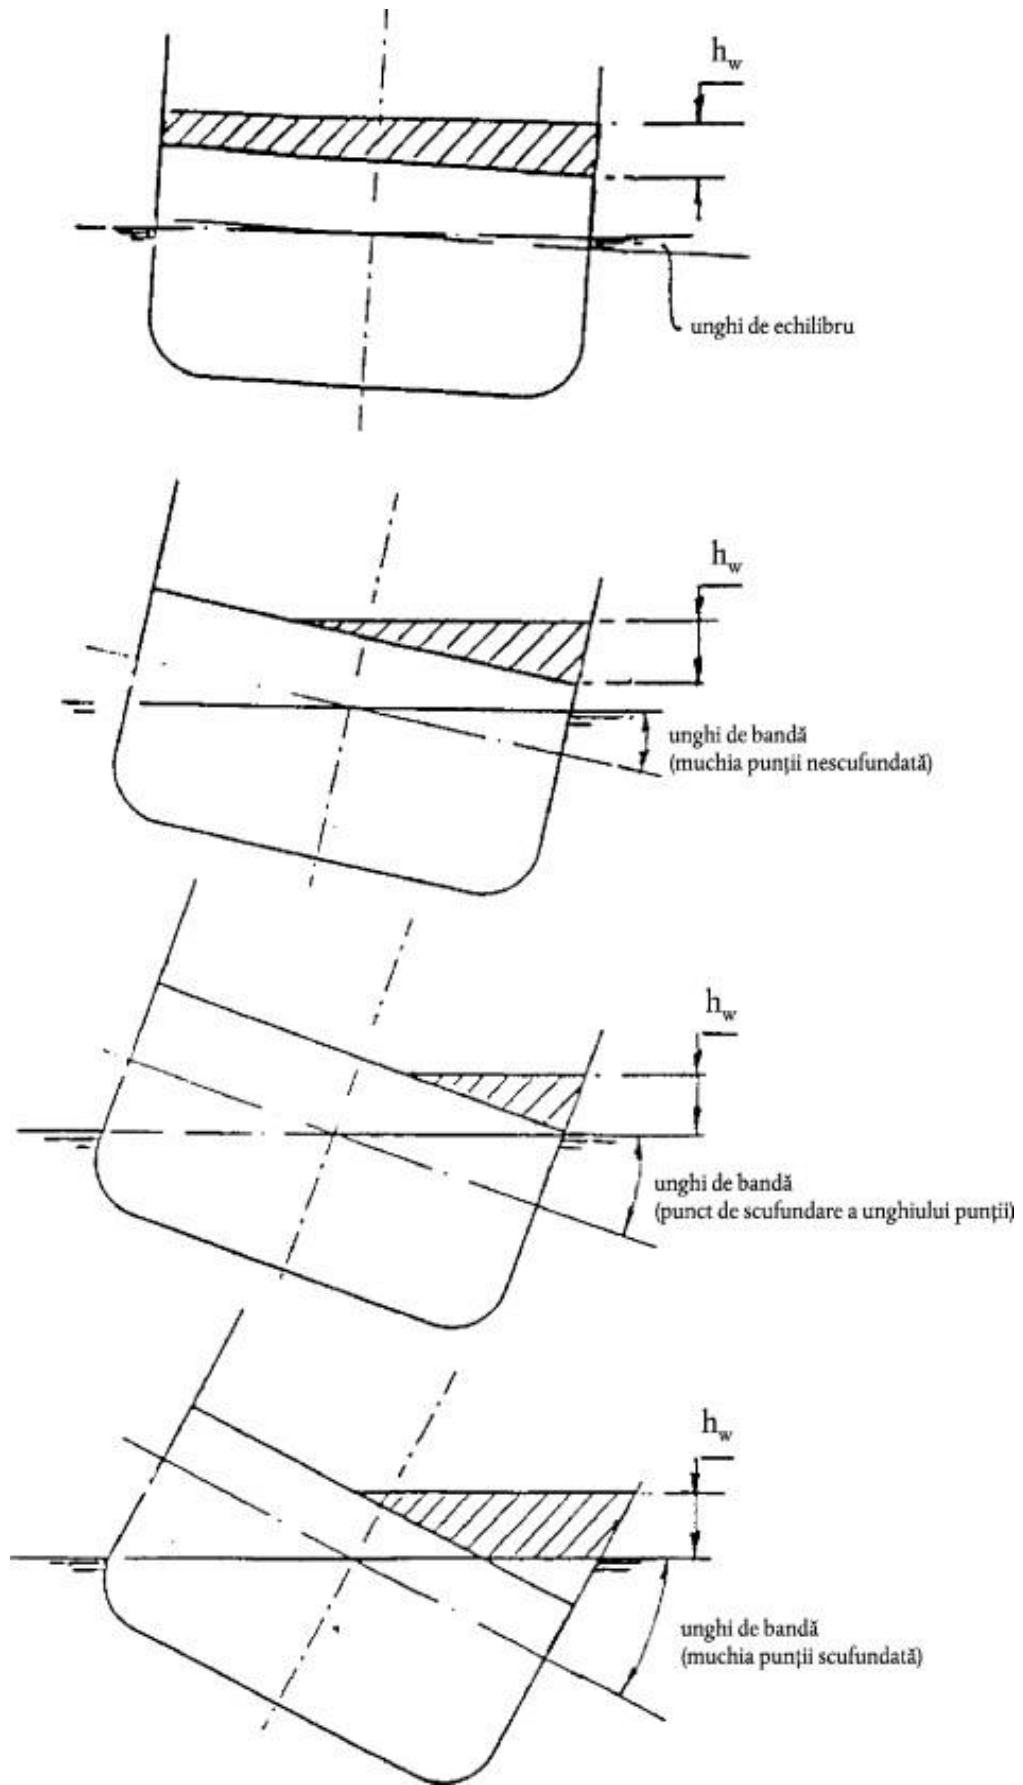 h_w
unghi de echilibru
h_w
unghi de bandă
(muchia punții nescufundată)
h_w
unghi de bandă
(punct de scufundare a unghiului punții)
h_w
unghi de bandă
(muchia punții scufundată)